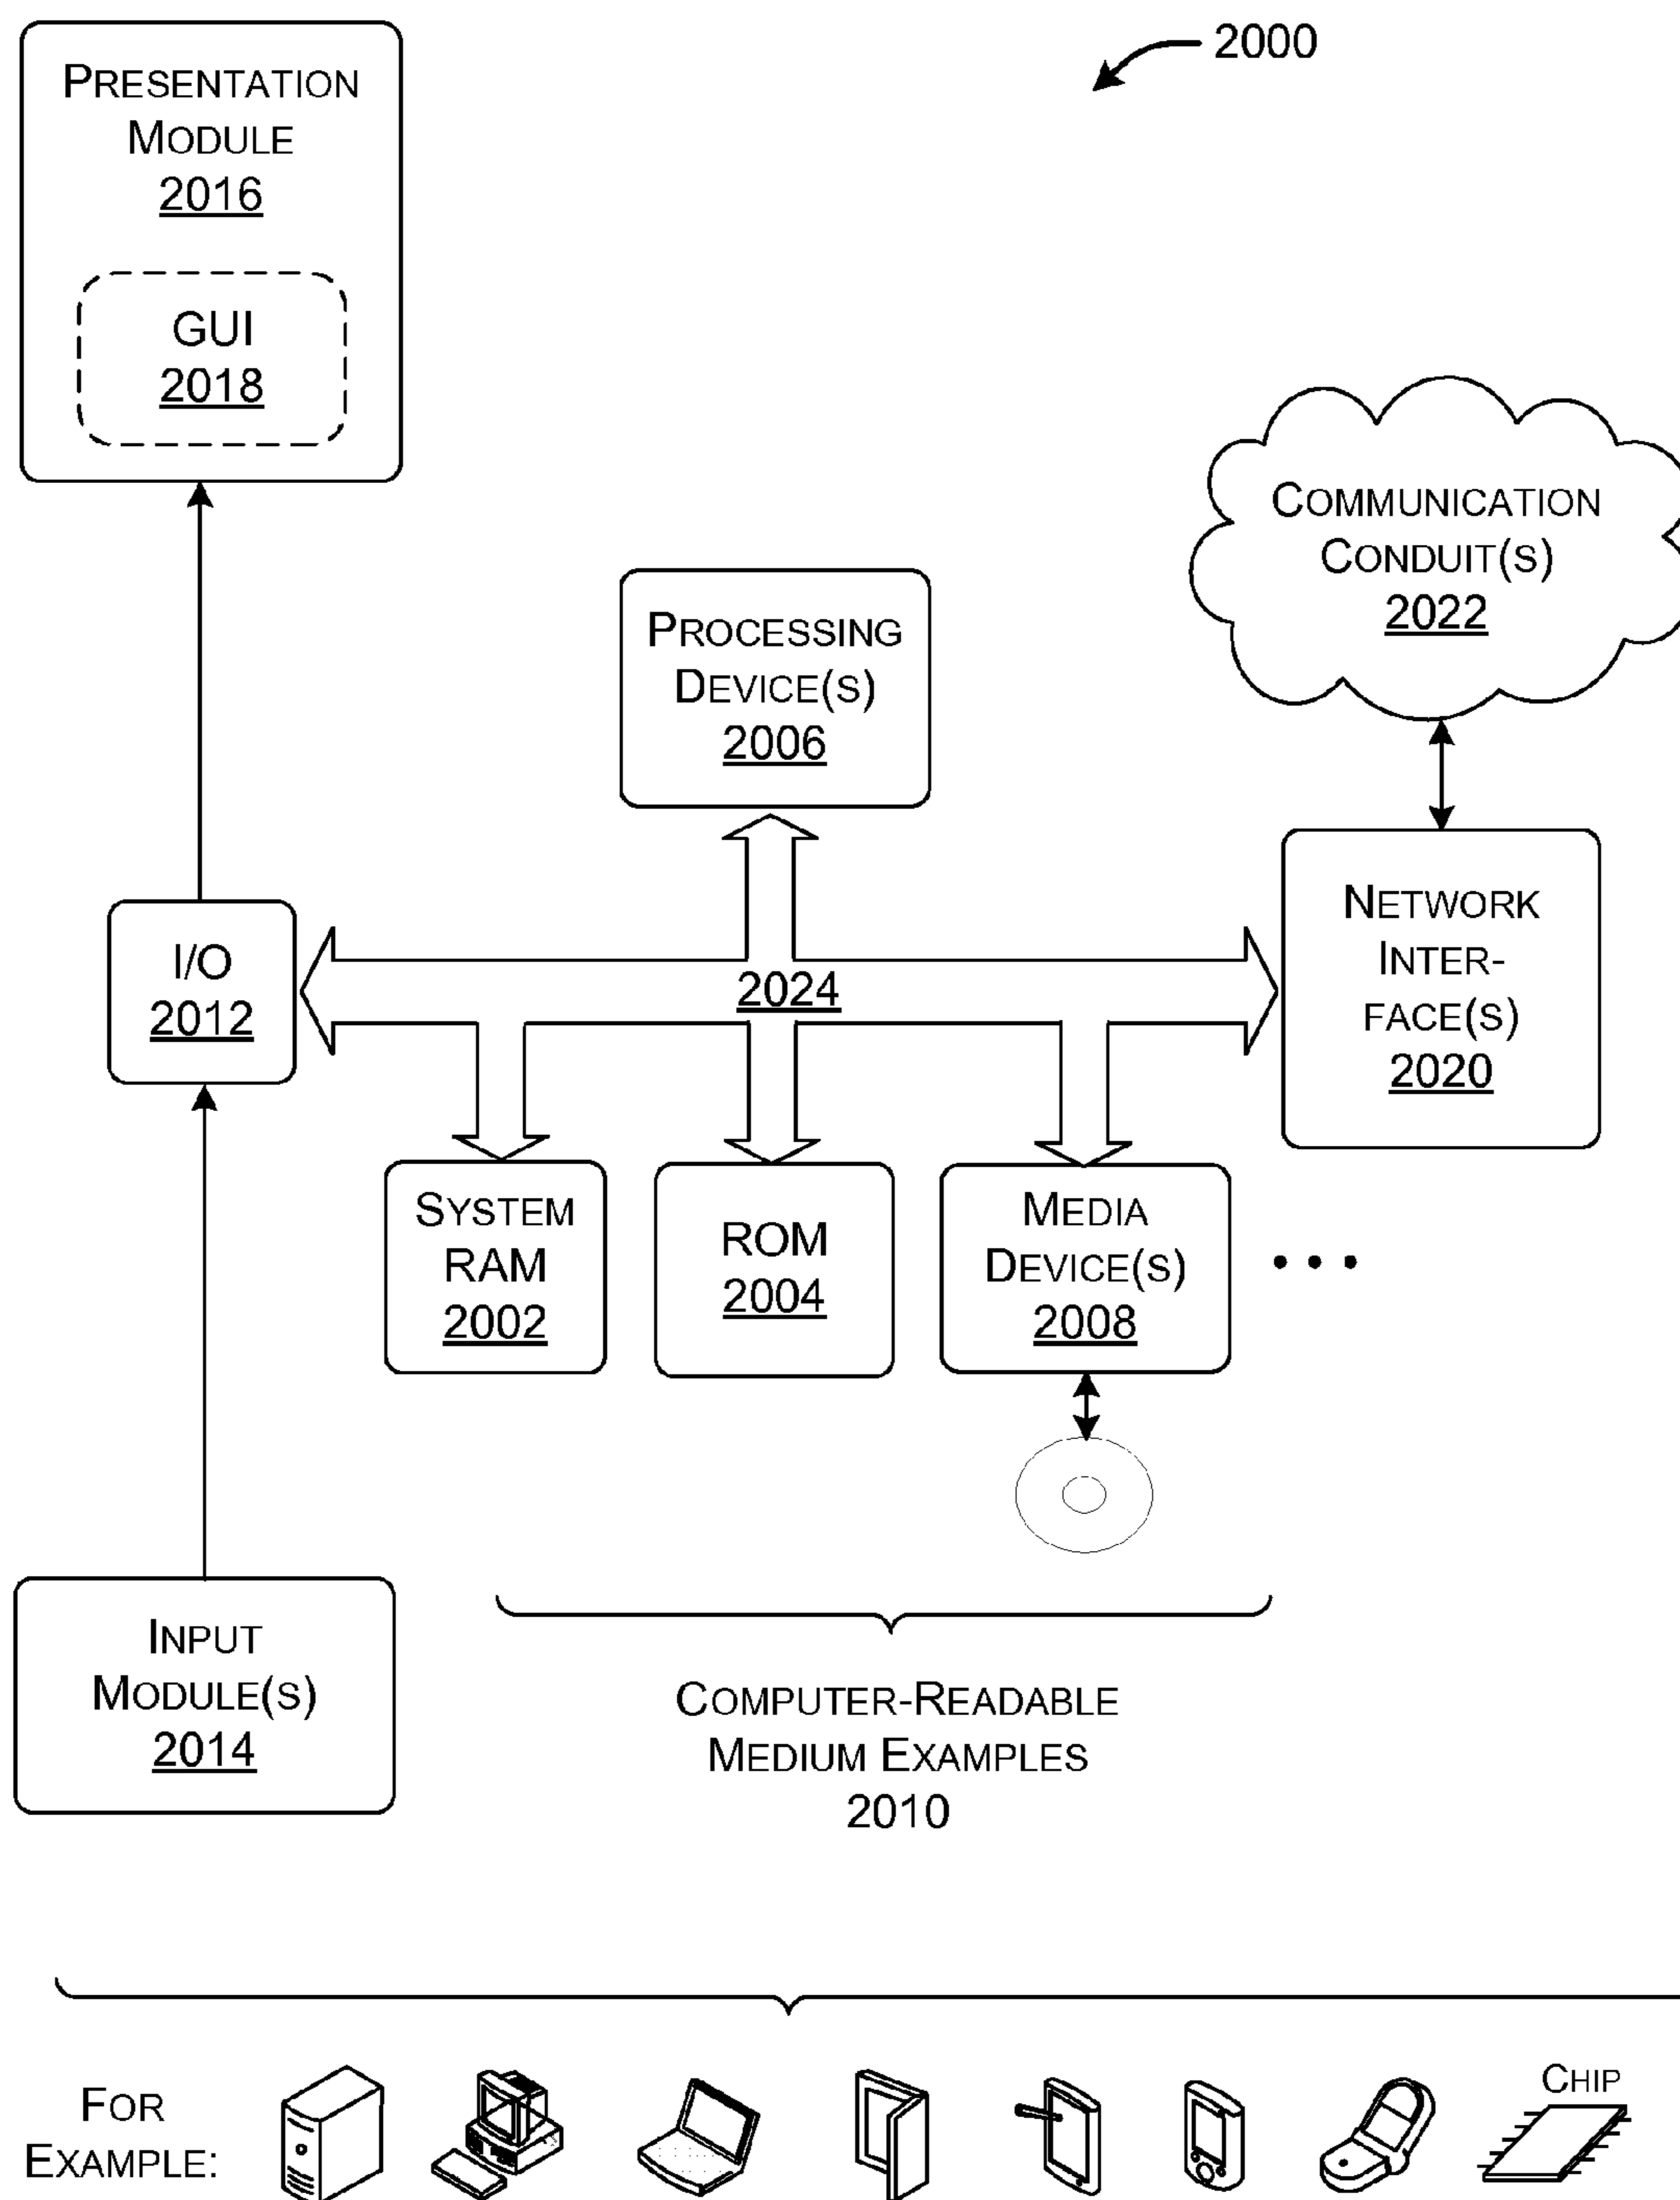 2000
PRESENTATION
MODULE
2016
GUI
2018
COMMUNICATION
CONDUIT(S)
2022
PROCESSING
DEVICE(S)
2006
NETWORK
INTER-
FACE(S)
2020
I/O
2012
2024
SYSTEM
RAM
2002
ROM
2004
MEDIA
DEVICE(S)
2008
• • •
INPUT
MODULE(S)
2014
COMPUTER-READABLE
MEDIUM EXAMPLES
2010
FOR
EXAMPLE:
CHIP